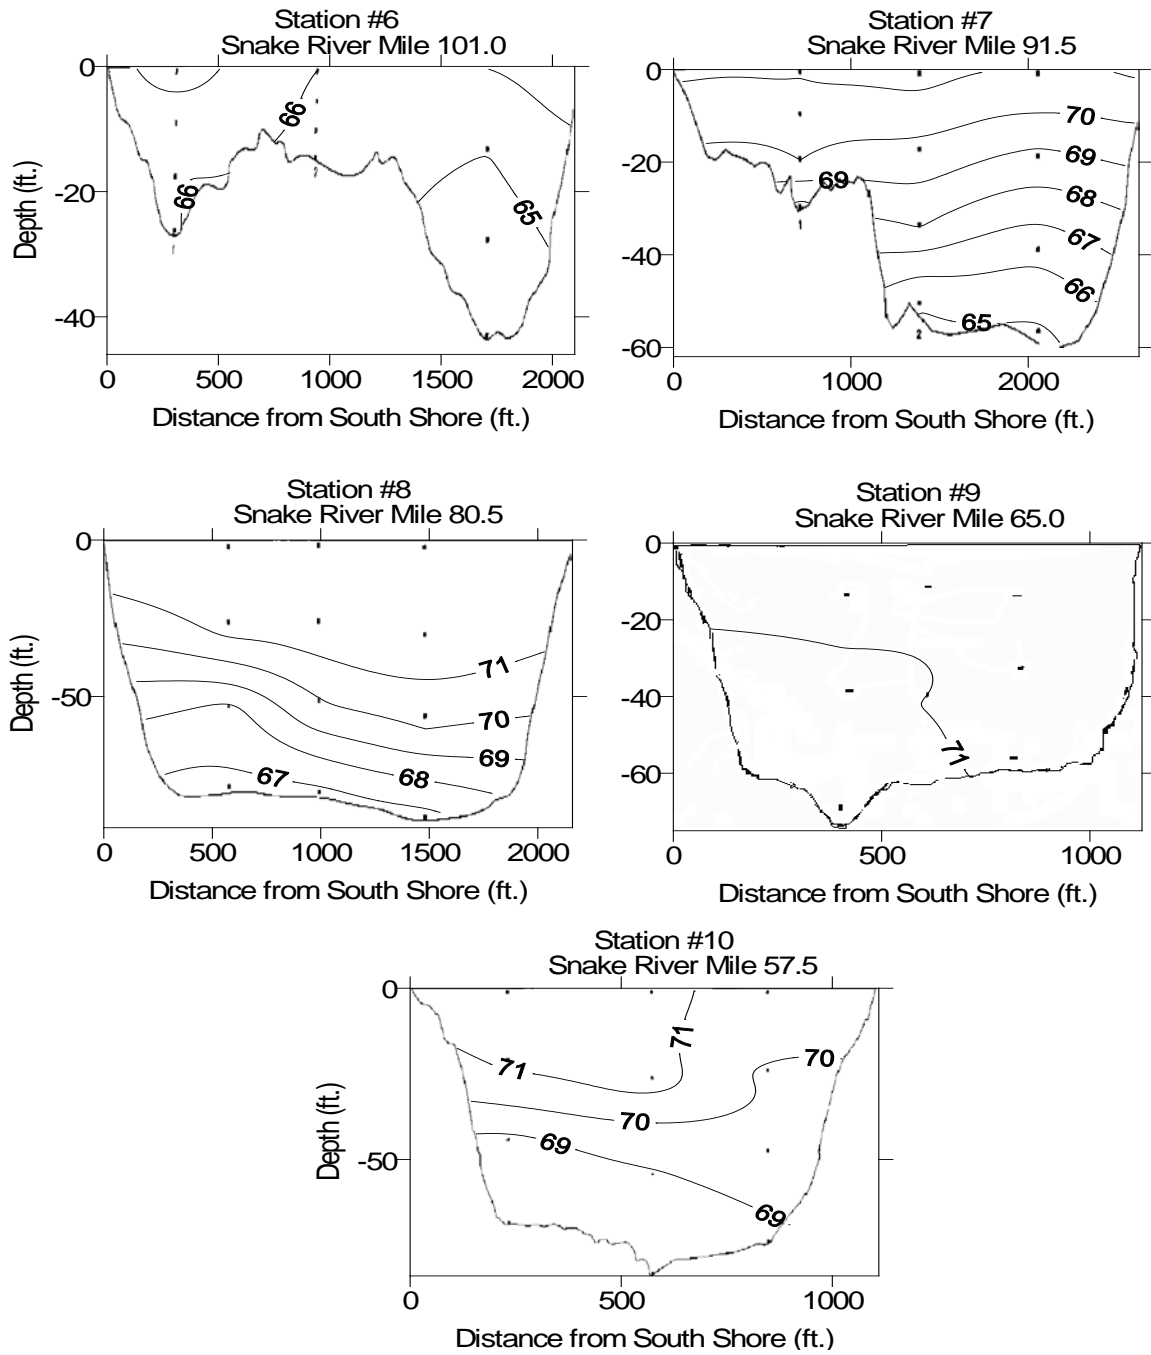 Station #6
Snake River Mile 101.0
0
-20
-40
Depth (ft.)
66
66
65
0 500 1000 1500 2000
Distance from South Shore (ft.)
Station #7
Snake River Mile 91.5
0
-20
-40
-60
70
69
69
68
67
66
65
2
0 1000 2000
Distance from South Shore (ft.)
Station #8
Snake River Mile 80.5
0
-50
Depth (ft.)
71
70
69
68
67
0 500 1000 1500 2000
Distance from South Shore (ft.)
Station #9
Snake River Mile 65.0
0
-20
-40
-60
71
0 500 1000
Distance from South Shore (ft.)
Station #10
Snake River Mile 57.5
0
-50
Depth (ft.)
71
71
70
70
69
69
0 500 1000
Distance from South Shore (ft.)